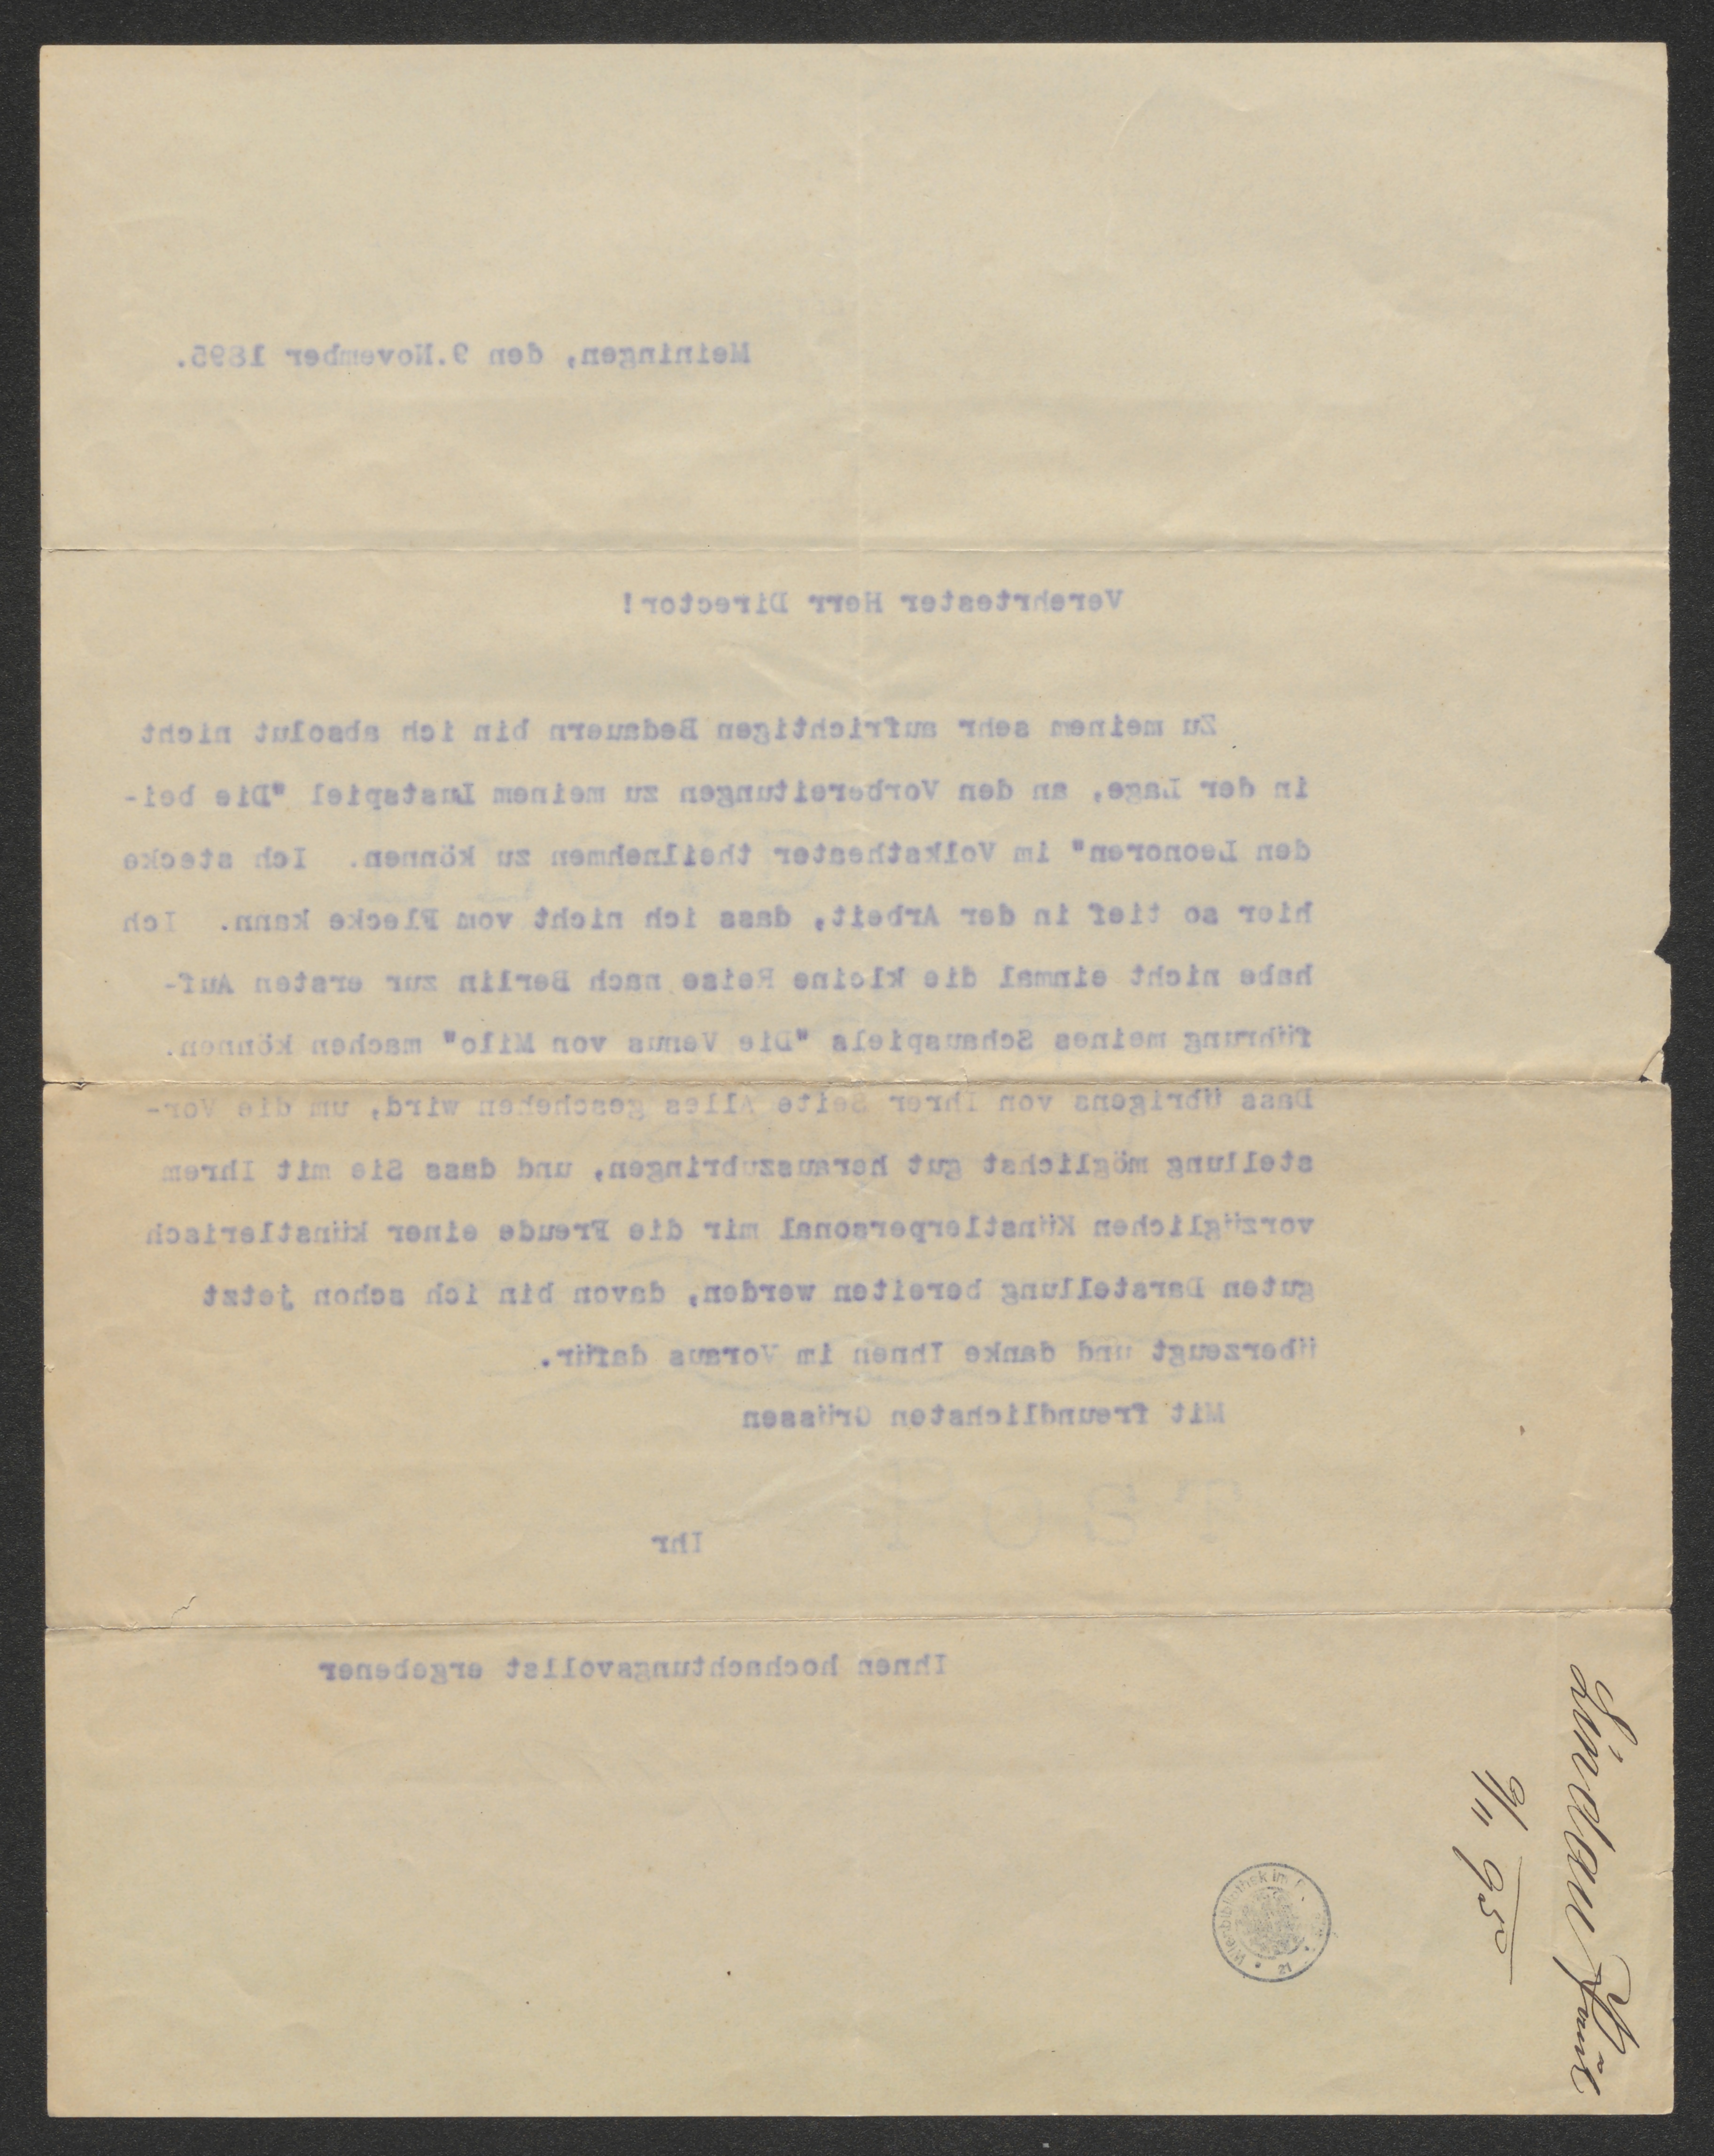 Meiningen, den 9.November 1895.
Verehrtester Herr Director!
Zu meinem sehr aufrichtigen Bedauern bin ich absolut nicht
in der Lage, an den Vorbereitungen zu meinem Lustspiel "Die bei-
den Leonoren" im Volkstheater theilnehmen zu können. Ich stecke
hier so tief in der Arbeit, dass ich nicht vom Flecke kann. Ich
habe nicht einmal die kleine Reise nach Berlin zur ersten Auf-
führung meines Schauspiels "Die Venus von Milo" machen können.
Dass übrigens von Ihrer Seite Alles geschehen wird, um die Vor-
stellung möglichst gut herauszubringen, und dass Sie mit Ihrem
vorzüglichen Künstlerpersonal mir die Freude einer künstlerisch
guten Darstellung bereiten werden, davon bin ich schon jetzt
überzeugt und danke Ihnen im Voraus dafür.
Mit freundlichsten Grüssen
Ihr
Ihnen hochachtungsvollst ergebener
Lindau Paul
9/11 95
Wienbibliothek im
21